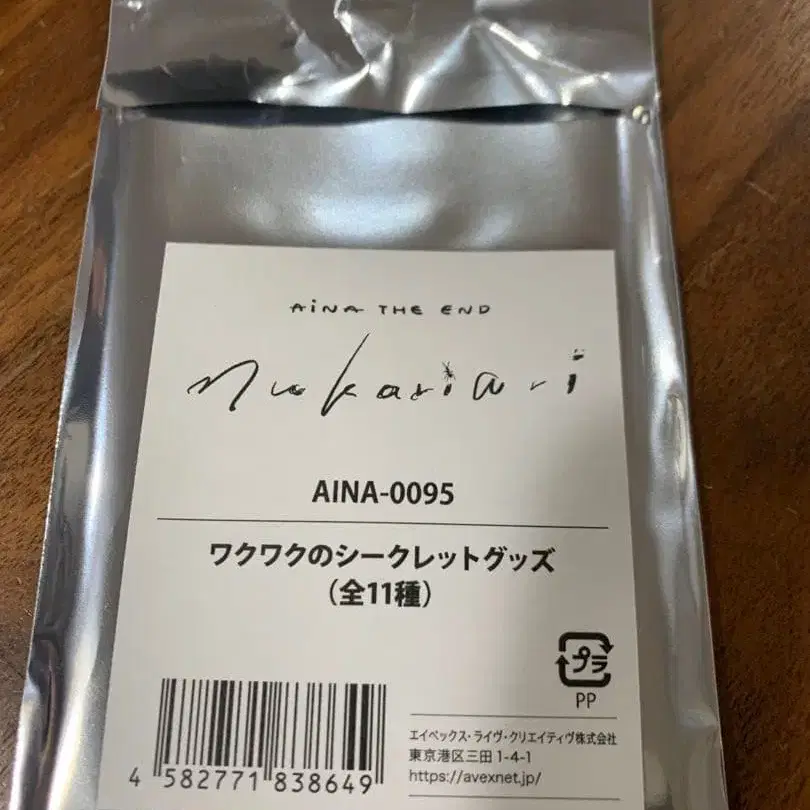 AiNA THE END
nukariari
AINA-0095
ワクワクのシークレットグッズ
（全11種）
プラ
PP
エイベックス・ライヴ・クリエイティヴ株式会社
東京港区三田 1-4-1
https://avexnet.jp/
4 582771 838649